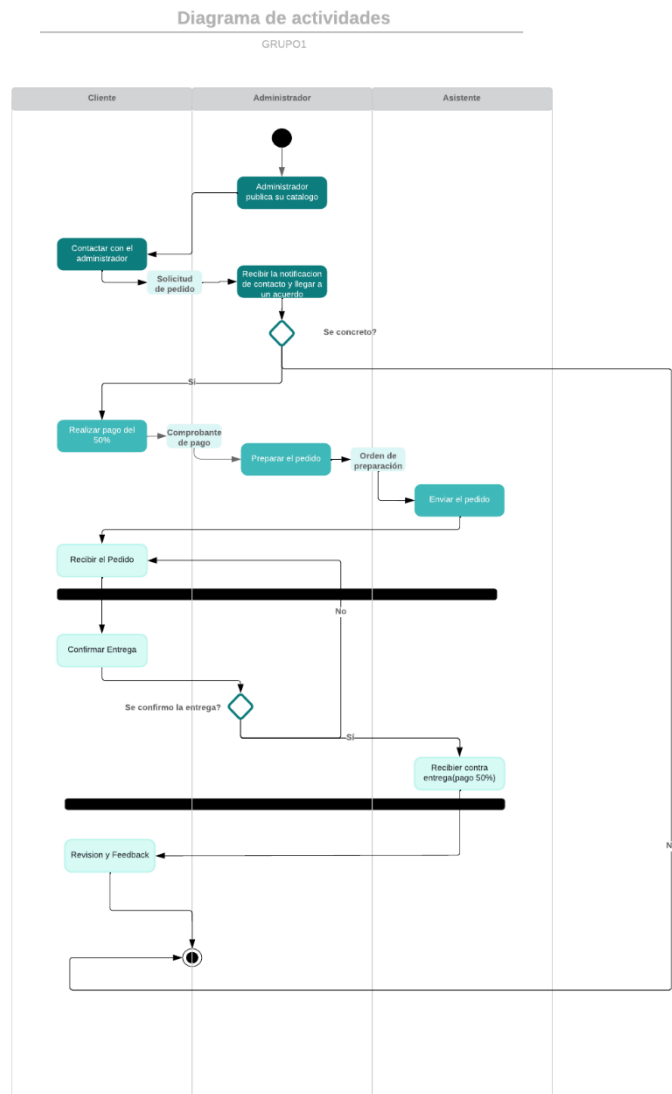 Diagrama de actividades
GRUPO1
Cliente
Administrador
Asistente
Administrador
publica su catalogo
Contactar con el
administrador
Solicitud
de pedido
Recibir la notificacion
de contacto y llegar a
un acuerdo
Se concreto?
Si
Realizar pago del
50%
Comprobante
de pago
Preparar el pedido
Orden de
preparación
Enviar el pedido
Recibir el Pedido
No
Confirmar Entrega
Se confirmo la entrega?
Sí
Recibier contra
entrega(pago 50%)
N
Revision y Feedback